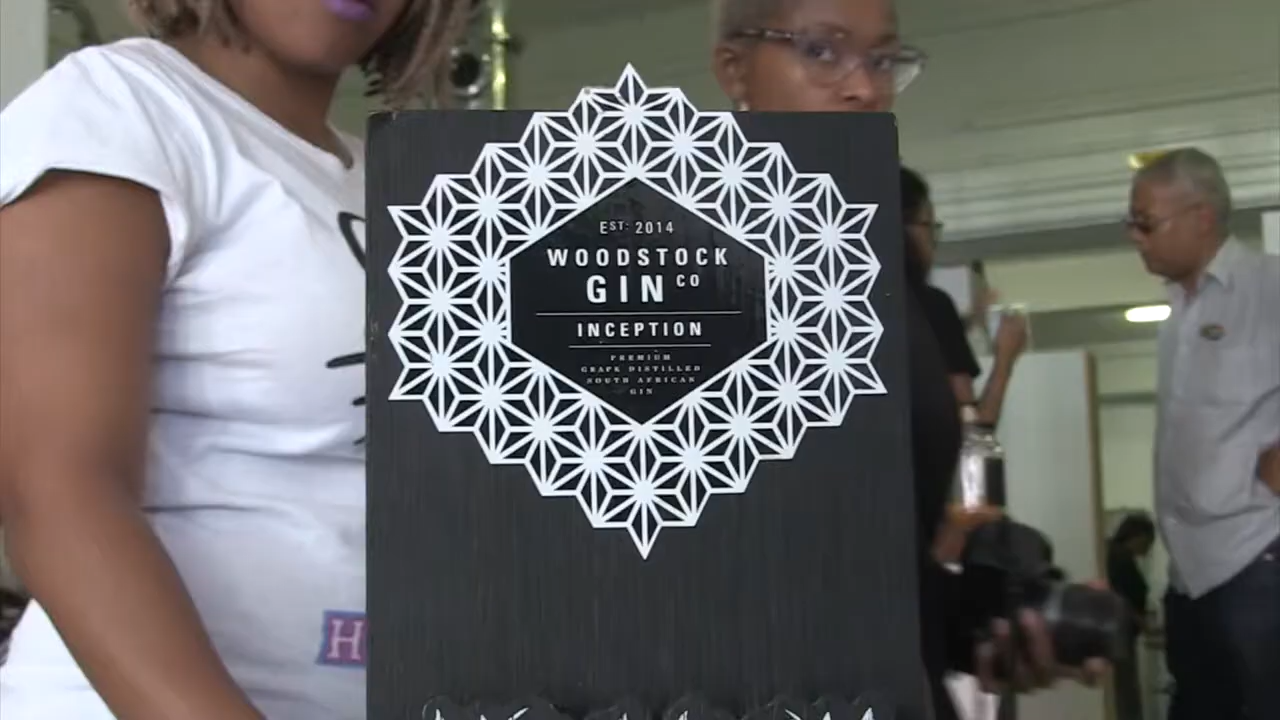 EST: 2014
WOODSTOCK
GIN CO
INCEPTION
PREMIUM
GRAPE DISTILLED
SOUTH AFRICAN
GIN
H